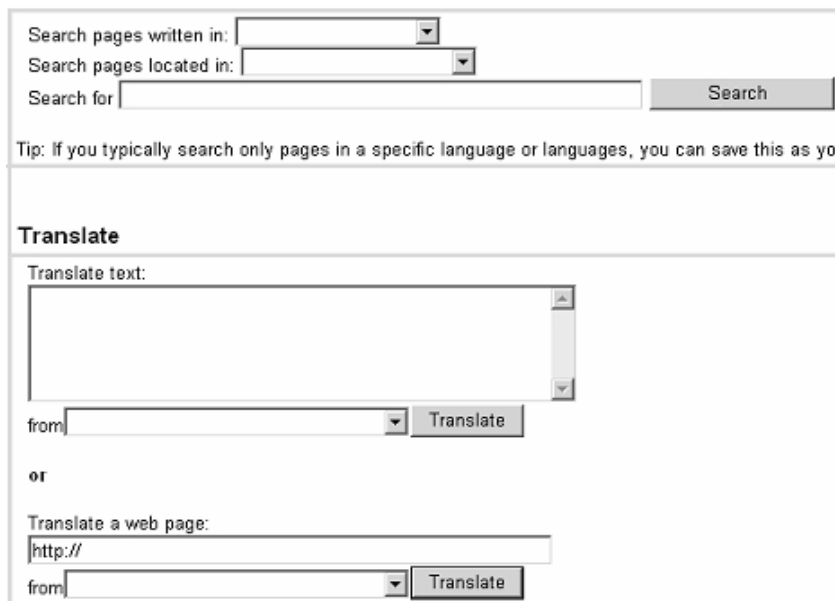 Search pages written in:
Search pages located in:
Search for Search
Tip: If you typically search only pages in a specific language or languages, you can save this as yo
Translate
Translate text:
from Translate
or
Translate a web page:
http://
from Translate